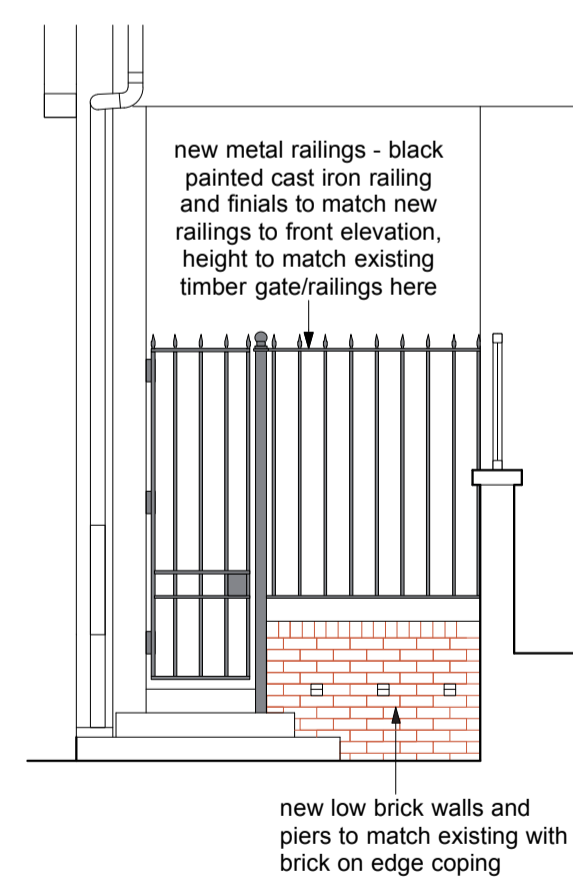 new metal railings - black
painted cast iron railing
and finials to match new
railings to front elevation,
height to match existing
timber gate/railings here
new low brick walls and
piers to match existing with
brick on edge coping